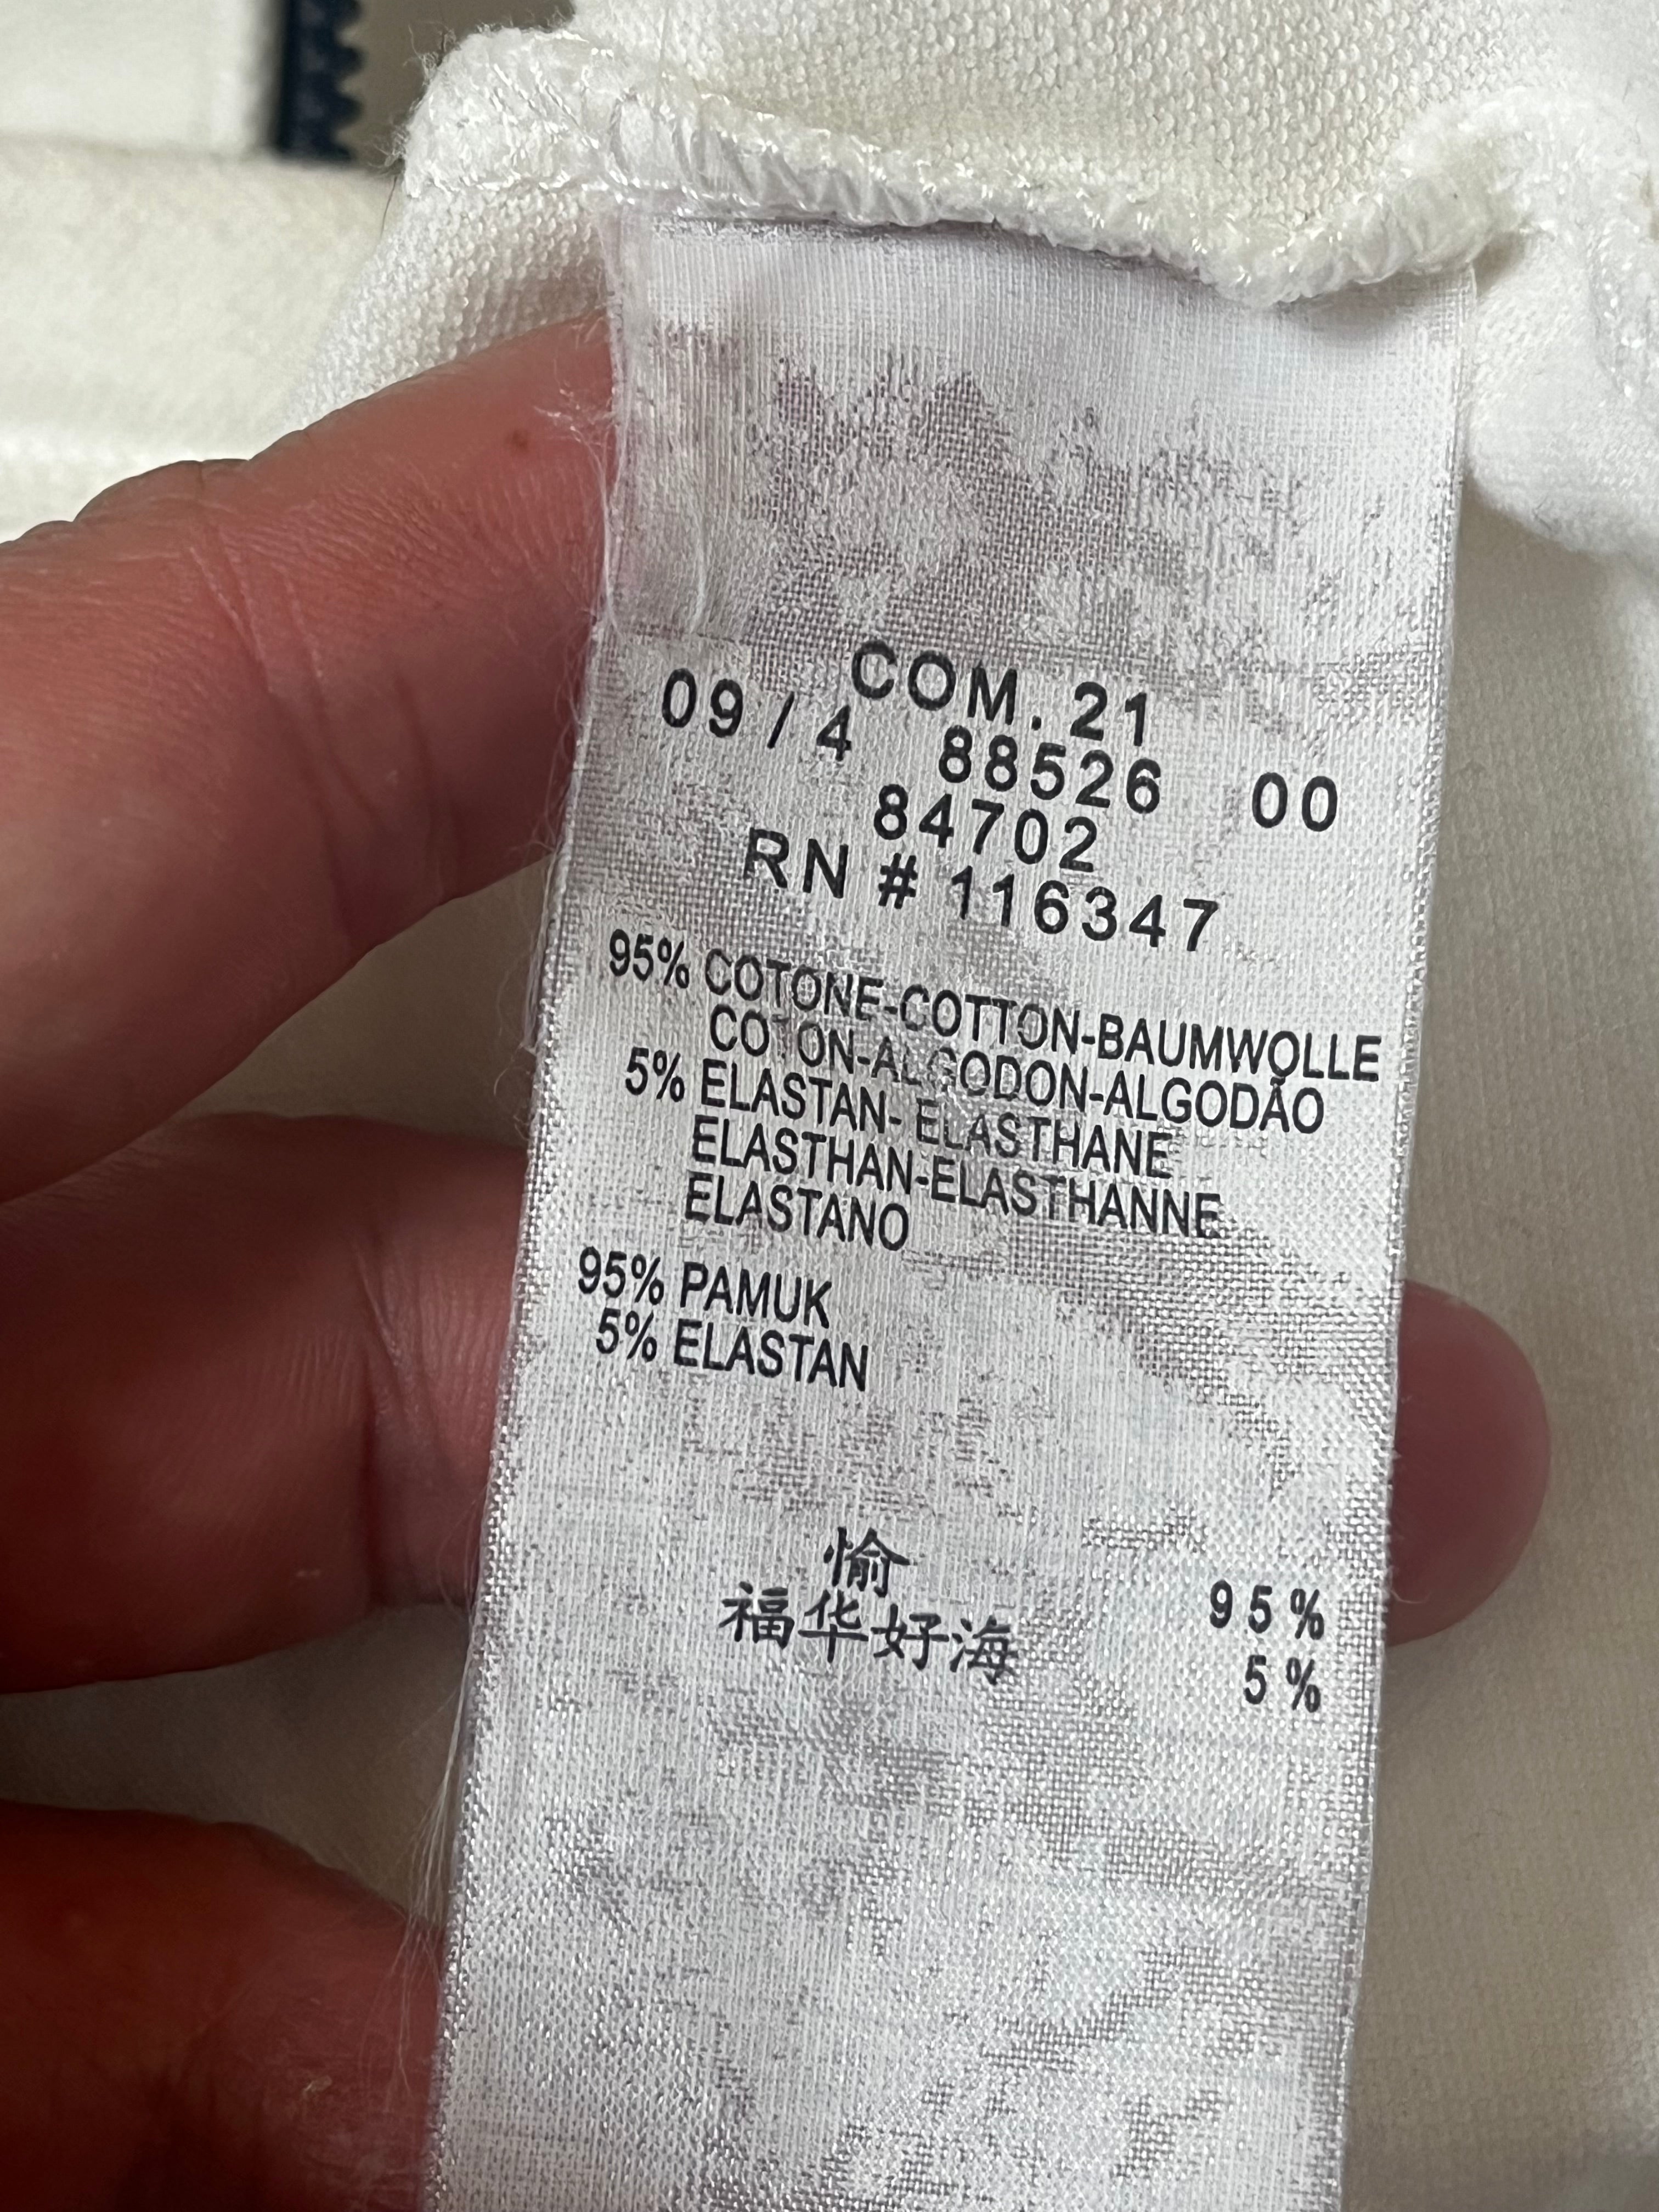 COM. 21
09 / 4 88526 00
84702
RN # 116347
95% COTONE-COTTON-BAUMWOLLE
COTON-ALGODON-ALGODÃO
5% ELASTAN- ELASTHANE
ELASTHAN-ELASTHANNE
ELASTANO
95% PAMUK
5% ELASTAN
愉 95%
福华好海 5%